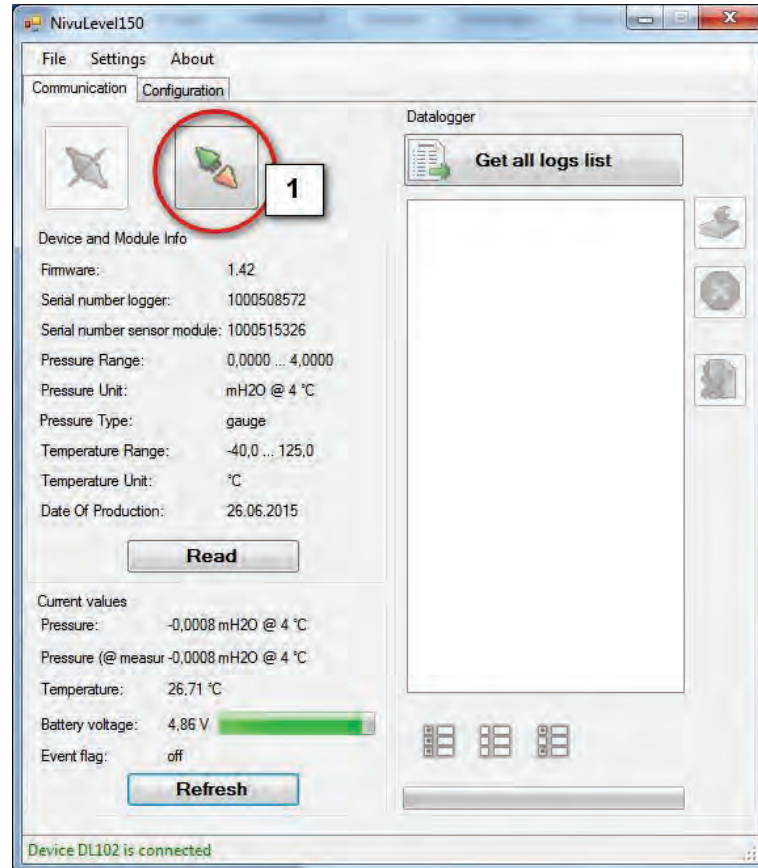 NivuLevel150
File Settings About
Communication Configuration
1
Device and Module Info
Firmware: 1.42
Serial number logger: 1000508572
Serial number sensor module: 1000515326
Pressure Range: 0,0000 ... 4,0000
Pressure Unit: mH2O @ 4 °C
Pressure Type: gauge
Temperature Range: -40,0 ... 125,0
Temperature Unit: °C
Date Of Production: 26.06.2015
Read
Current values
Pressure: -0,0008 mH2O @ 4 °C
Pressure (@ measur -0,0008 mH2O @ 4 °C
Temperature: 26,71 °C
Battery voltage: 4,86 V
Event flag: off
Refresh
Datalogger
Get all logs list
Device DL102 is connected